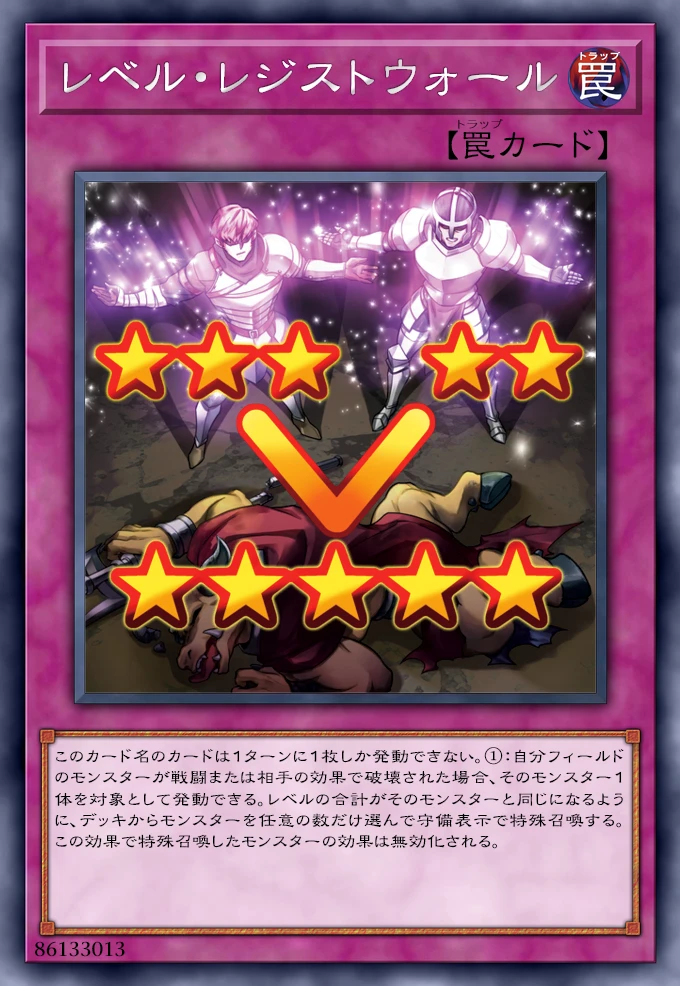 レベル・レジストウォール
トラップ
罠
トラップ
【罠カード】
このカード名のカードは1ターンに1枚しか発動できない。①:自分フィールド
のモンスターが戦闘または相手の効果で破壊された場合、そのモンスター1
体を対象として発動できる。レベルの合計がそのモンスターと同じになるよう
に、デッキからモンスターを任意の数だけ選んで守備表示で特殊召喚する。
この効果で特殊召喚したモンスターの効果は無効化される。
86133013